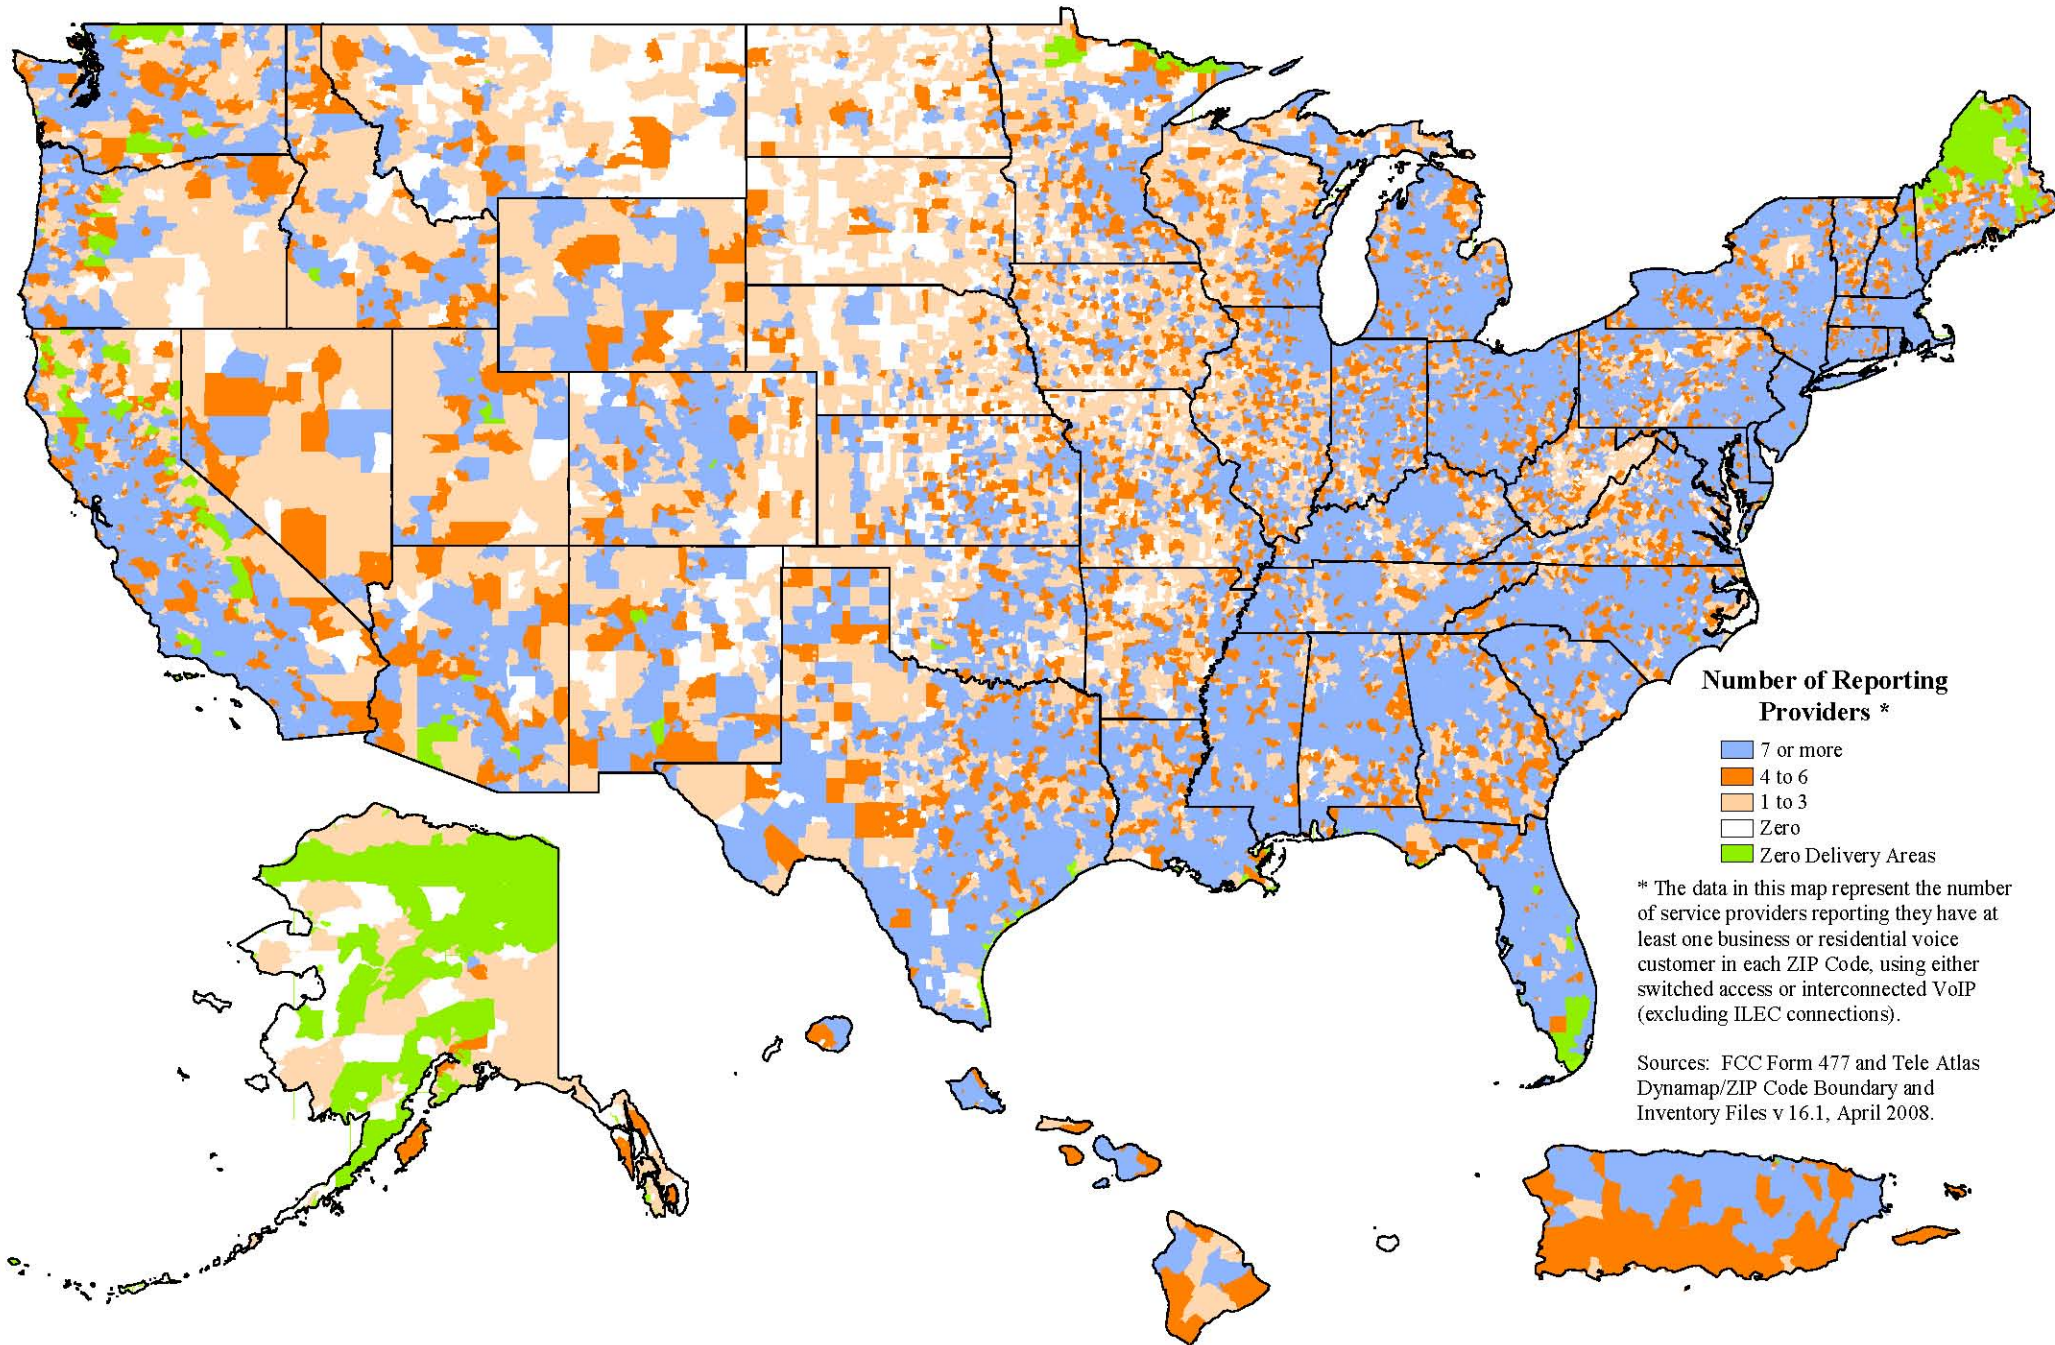 Number of Reporting
Providers *
7 or more
4 to 6
1 to 3
Zero
Zero Delivery Areas
* The data in this map represent the number
of service providers reporting they have at
least one business or residential voice
customer in each ZIP Code, using either
switched access or interconnected VoIP
(excluding ILEC connections).
Sources: FCC Form 477 and Tele Atlas
Dynamap/ZIP Code Boundary and
Inventory Files v 16.1, April 2008.